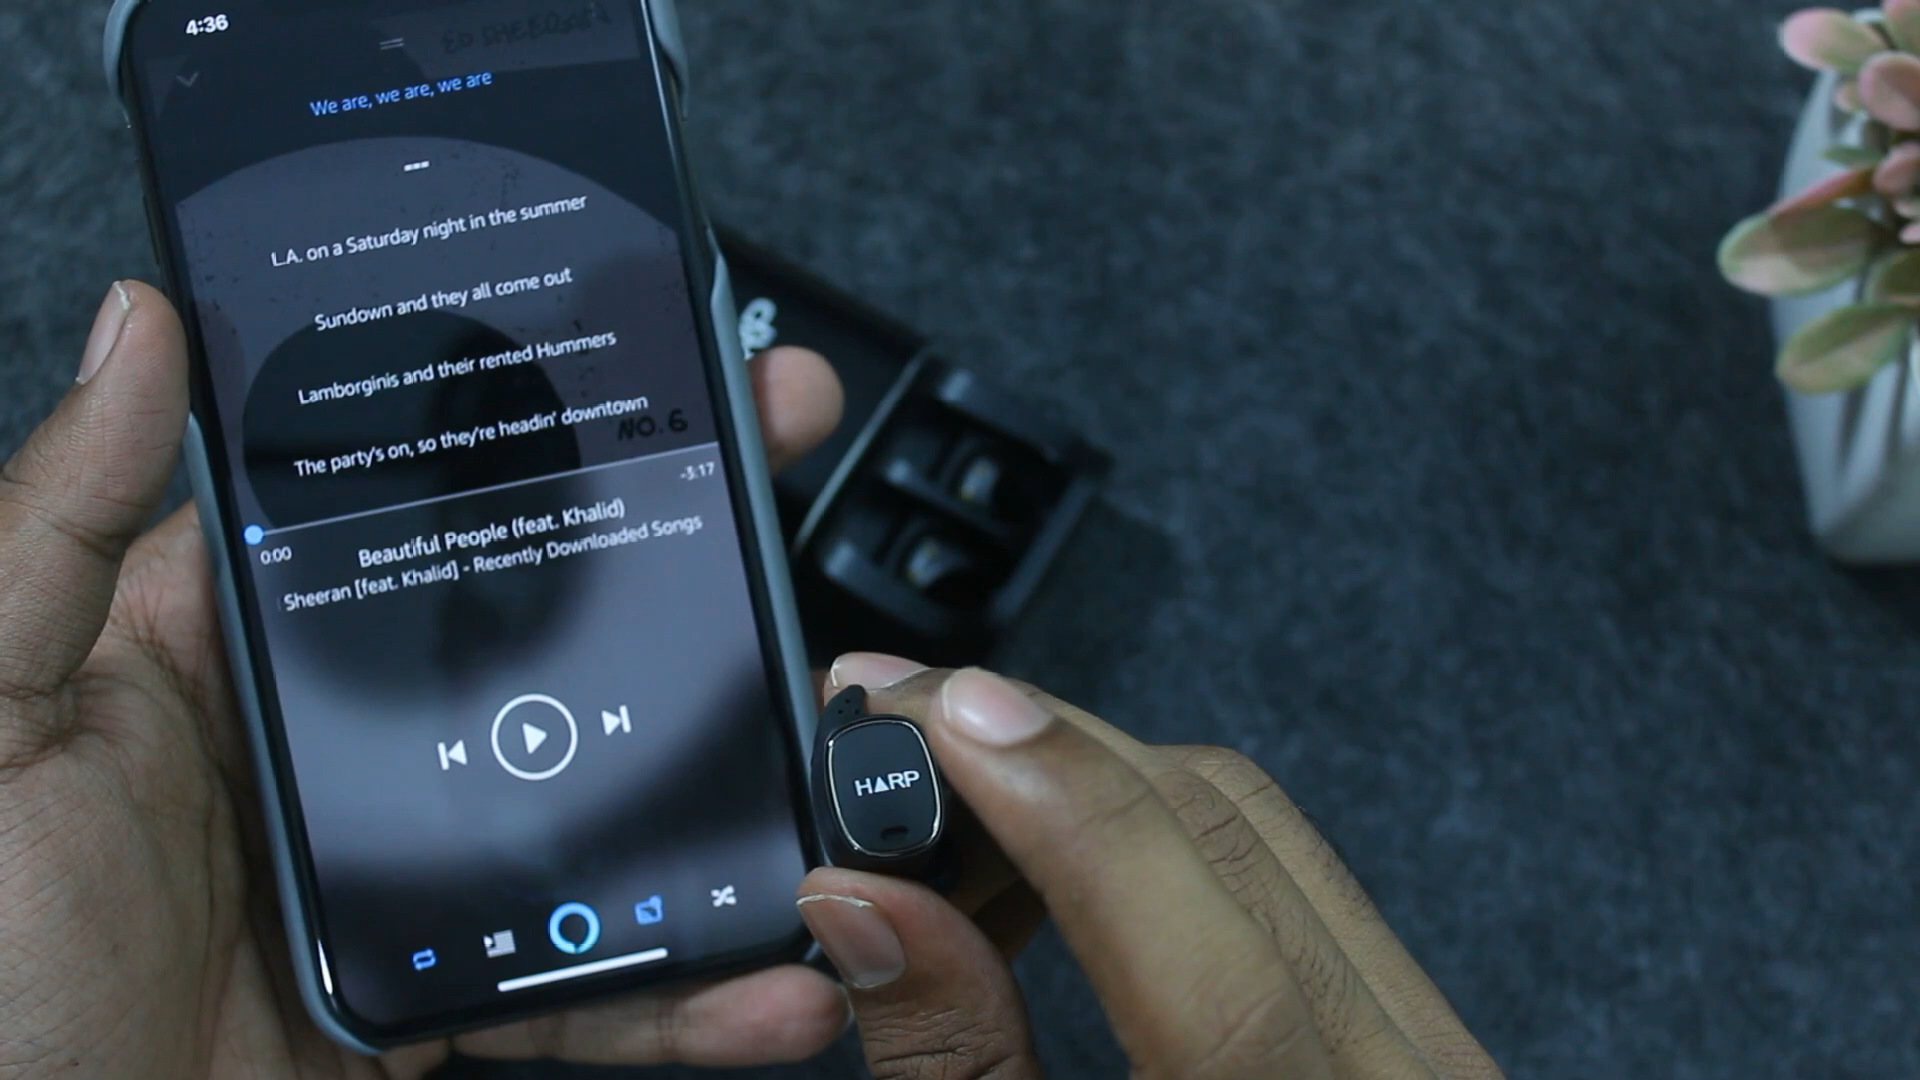 4:36
ED SHEERAN
We are, we are, we are
L.A. on a Saturday night in the summer
Sundown and they all come out
Lamborginis and their rented Hummers
The party's on, so they're headin' downtown
NO.6
-3:17
0:00
Beautiful People (feat. Khalid)
Sheeran [feat. Khalid] - Recently Downloaded Songs
HARP